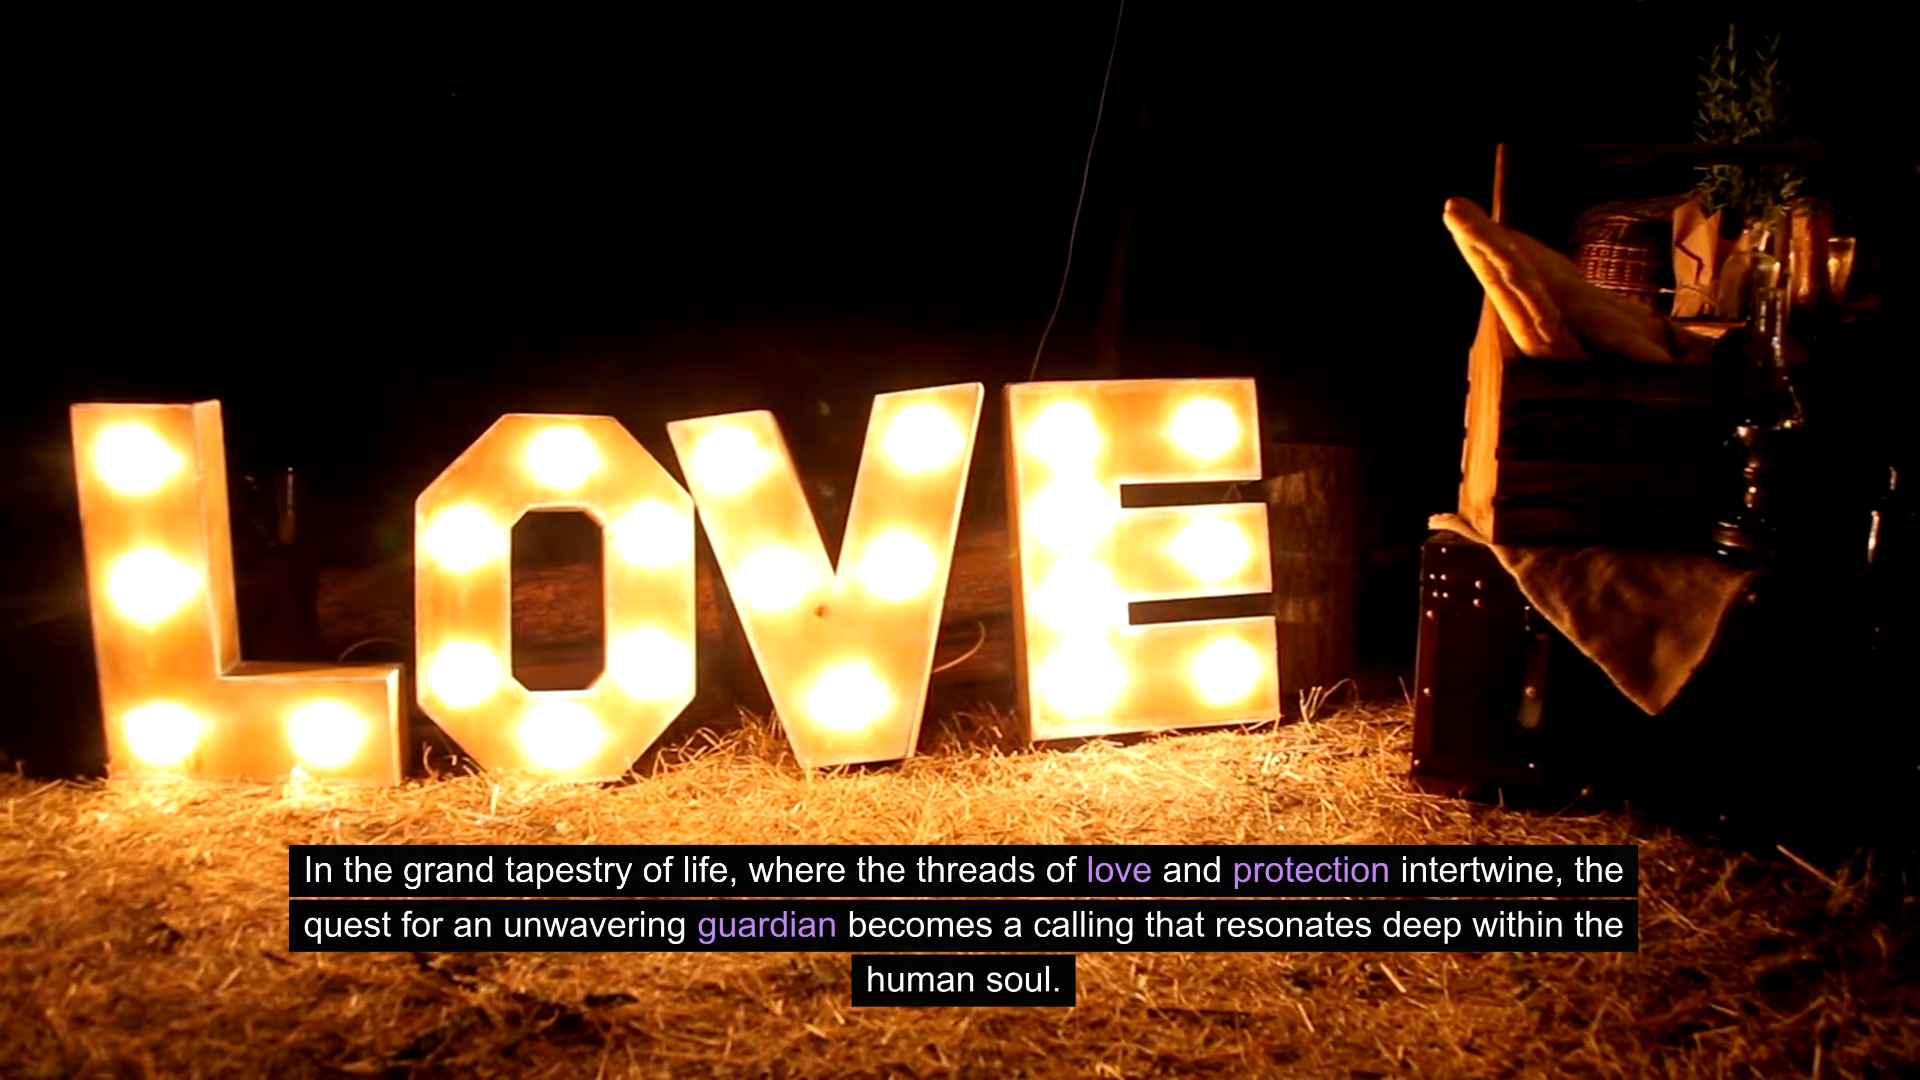 LOVE
In the grand tapestry of life, where the threads of love and protection intertwine, the
quest for an unwavering guardian becomes a calling that resonates deep within the
human soul.